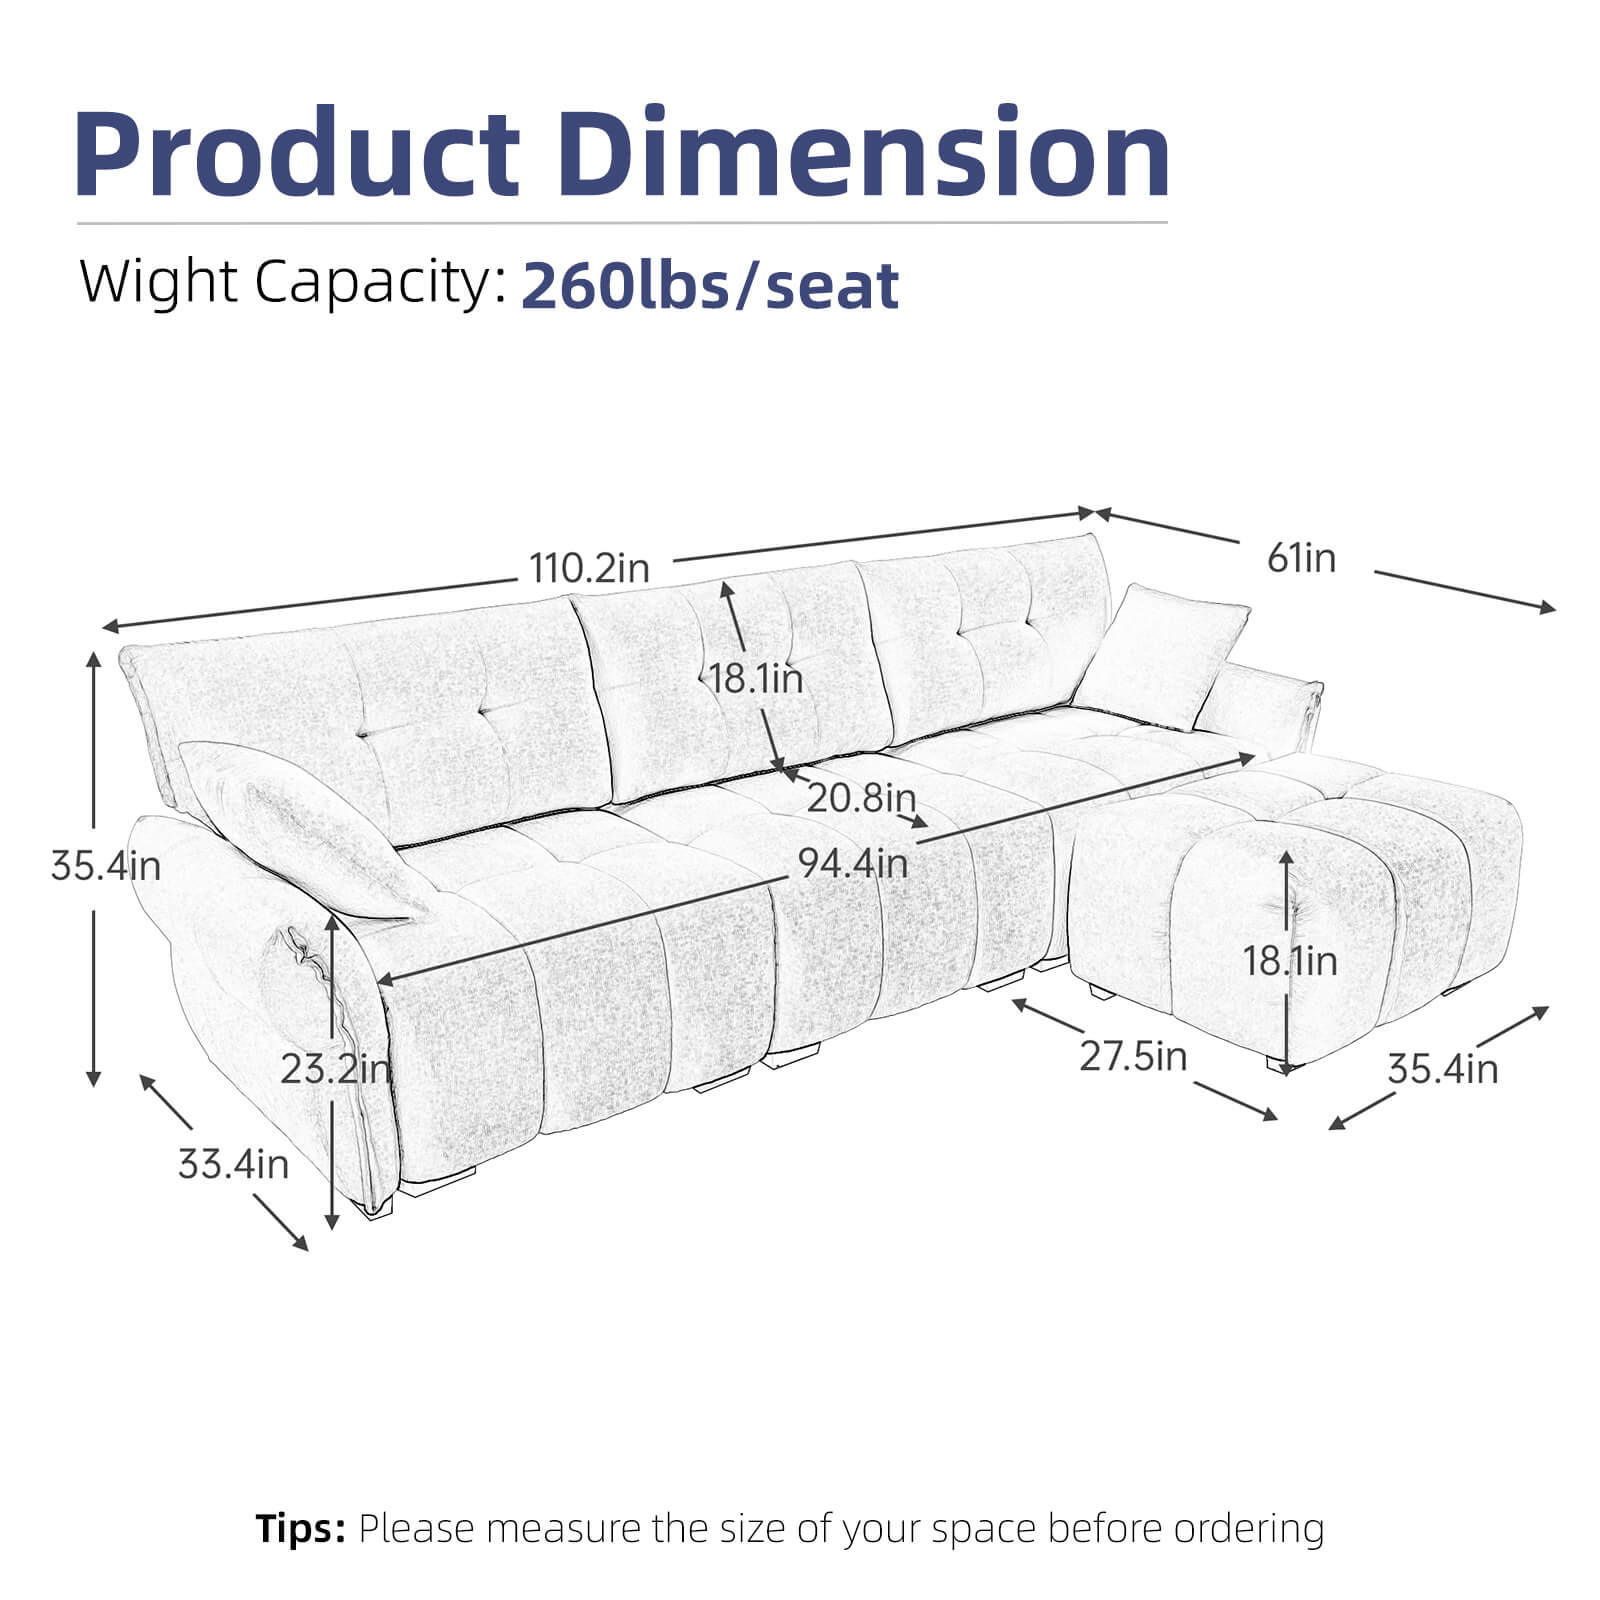 Product Dimension
Wight Capacity: 260lbs/seat
110.2in
61in
18.1in
20.8in
94.4in
35.4in
18.1in
23.2in
27.5in
35.4in
33.4in
Tips: Please measure the size of your space before ordering